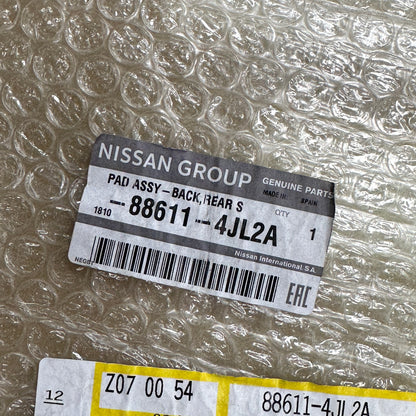 NISSAN GROUP GENUINE PARTS
PAD ASSY-BACK, REAR S MADE IN SPAIN
-88611--4JL2A QTY 1
1810
Nissan International, S.A.
EAC
12
Z07 00 54
88611-4JL2A